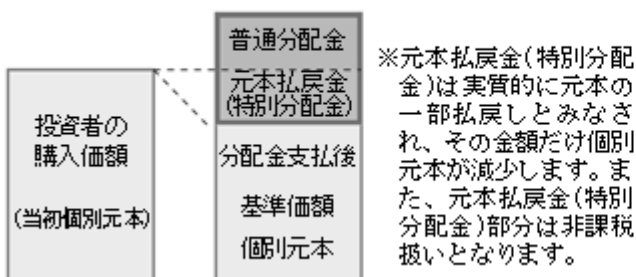 投資者の
購入価額
(当初個別元本)
普通分配金
元本払戻金
(特別分配金)
分配金支払後
基準価額
個別元本
※元本払戻金(特別分配
金)は実質的に元本の
一部払戻しとみなさ
れ、その金額だけ個別
元本が減少します。ま
た、元本払戻金(特別
分配金)部分は非課税
扱いとなります。